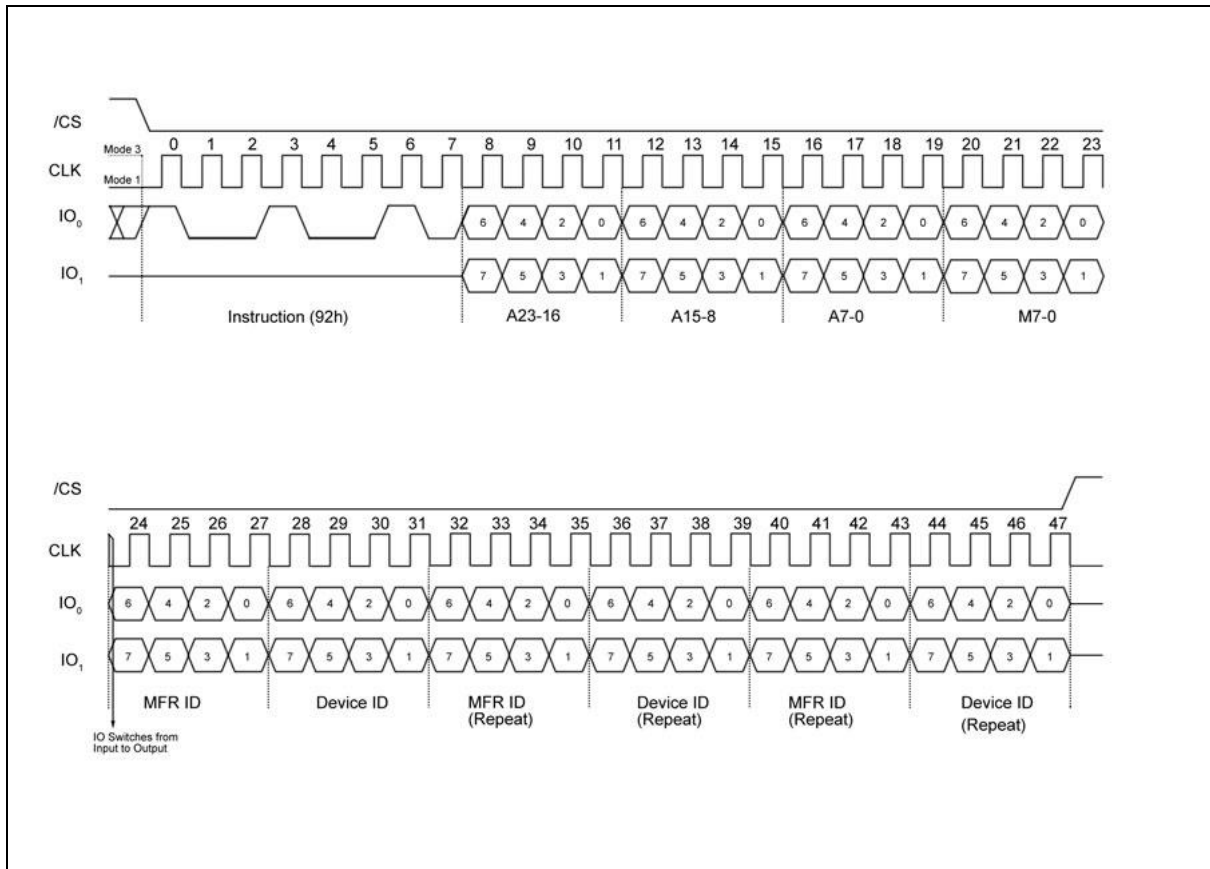 /CS
0 1 2 3 4 5 6 7 8 9 10 11 12 13 14 15 16 17 18 19 20 21 22 23
Mode 3
CLK
Mode 1
IO0
6 4 2 0 6 4 2 0 6 4 2 0 6 4 2 0
IO1
7 5 3 1 7 5 3 1 7 5 3 1 7 5 3 1
Instruction (92h) A23-16 A15-8 A7-0 M7-0
/CS
24 25 26 27 28 29 30 31 32 33 34 35 36 37 38 39 40 41 42 43 44 45 46 47
CLK
IO0
6 4 2 0 6 4 2 0 6 4 2 0 6 4 2 0 6 4 2 0 6 4 2 0
IO1
7 5 3 1 7 5 3 1 7 5 3 1 7 5 3 1 7 5 3 1 7 5 3 1
MFR ID Device ID MFR ID Device ID MFR ID Device ID
(Repeat) (Repeat) (Repeat) (Repeat)
IO Switches from
Input to Output